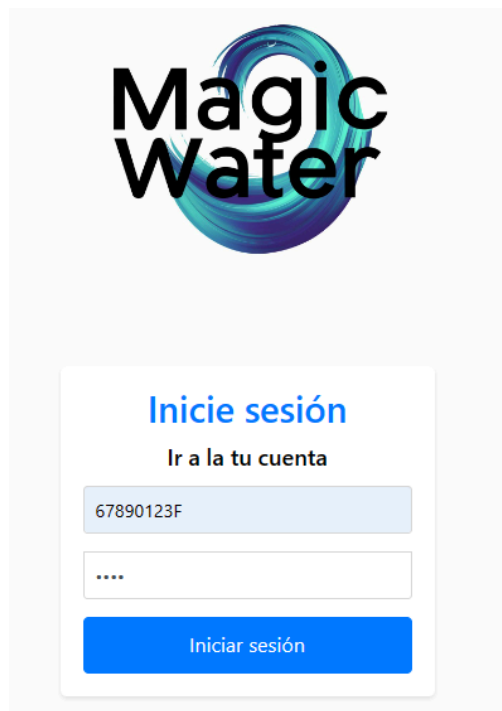 Magic
Water
Inicie sesión
Ir a la tu cuenta
67890123F
••••
Iniciar sesión